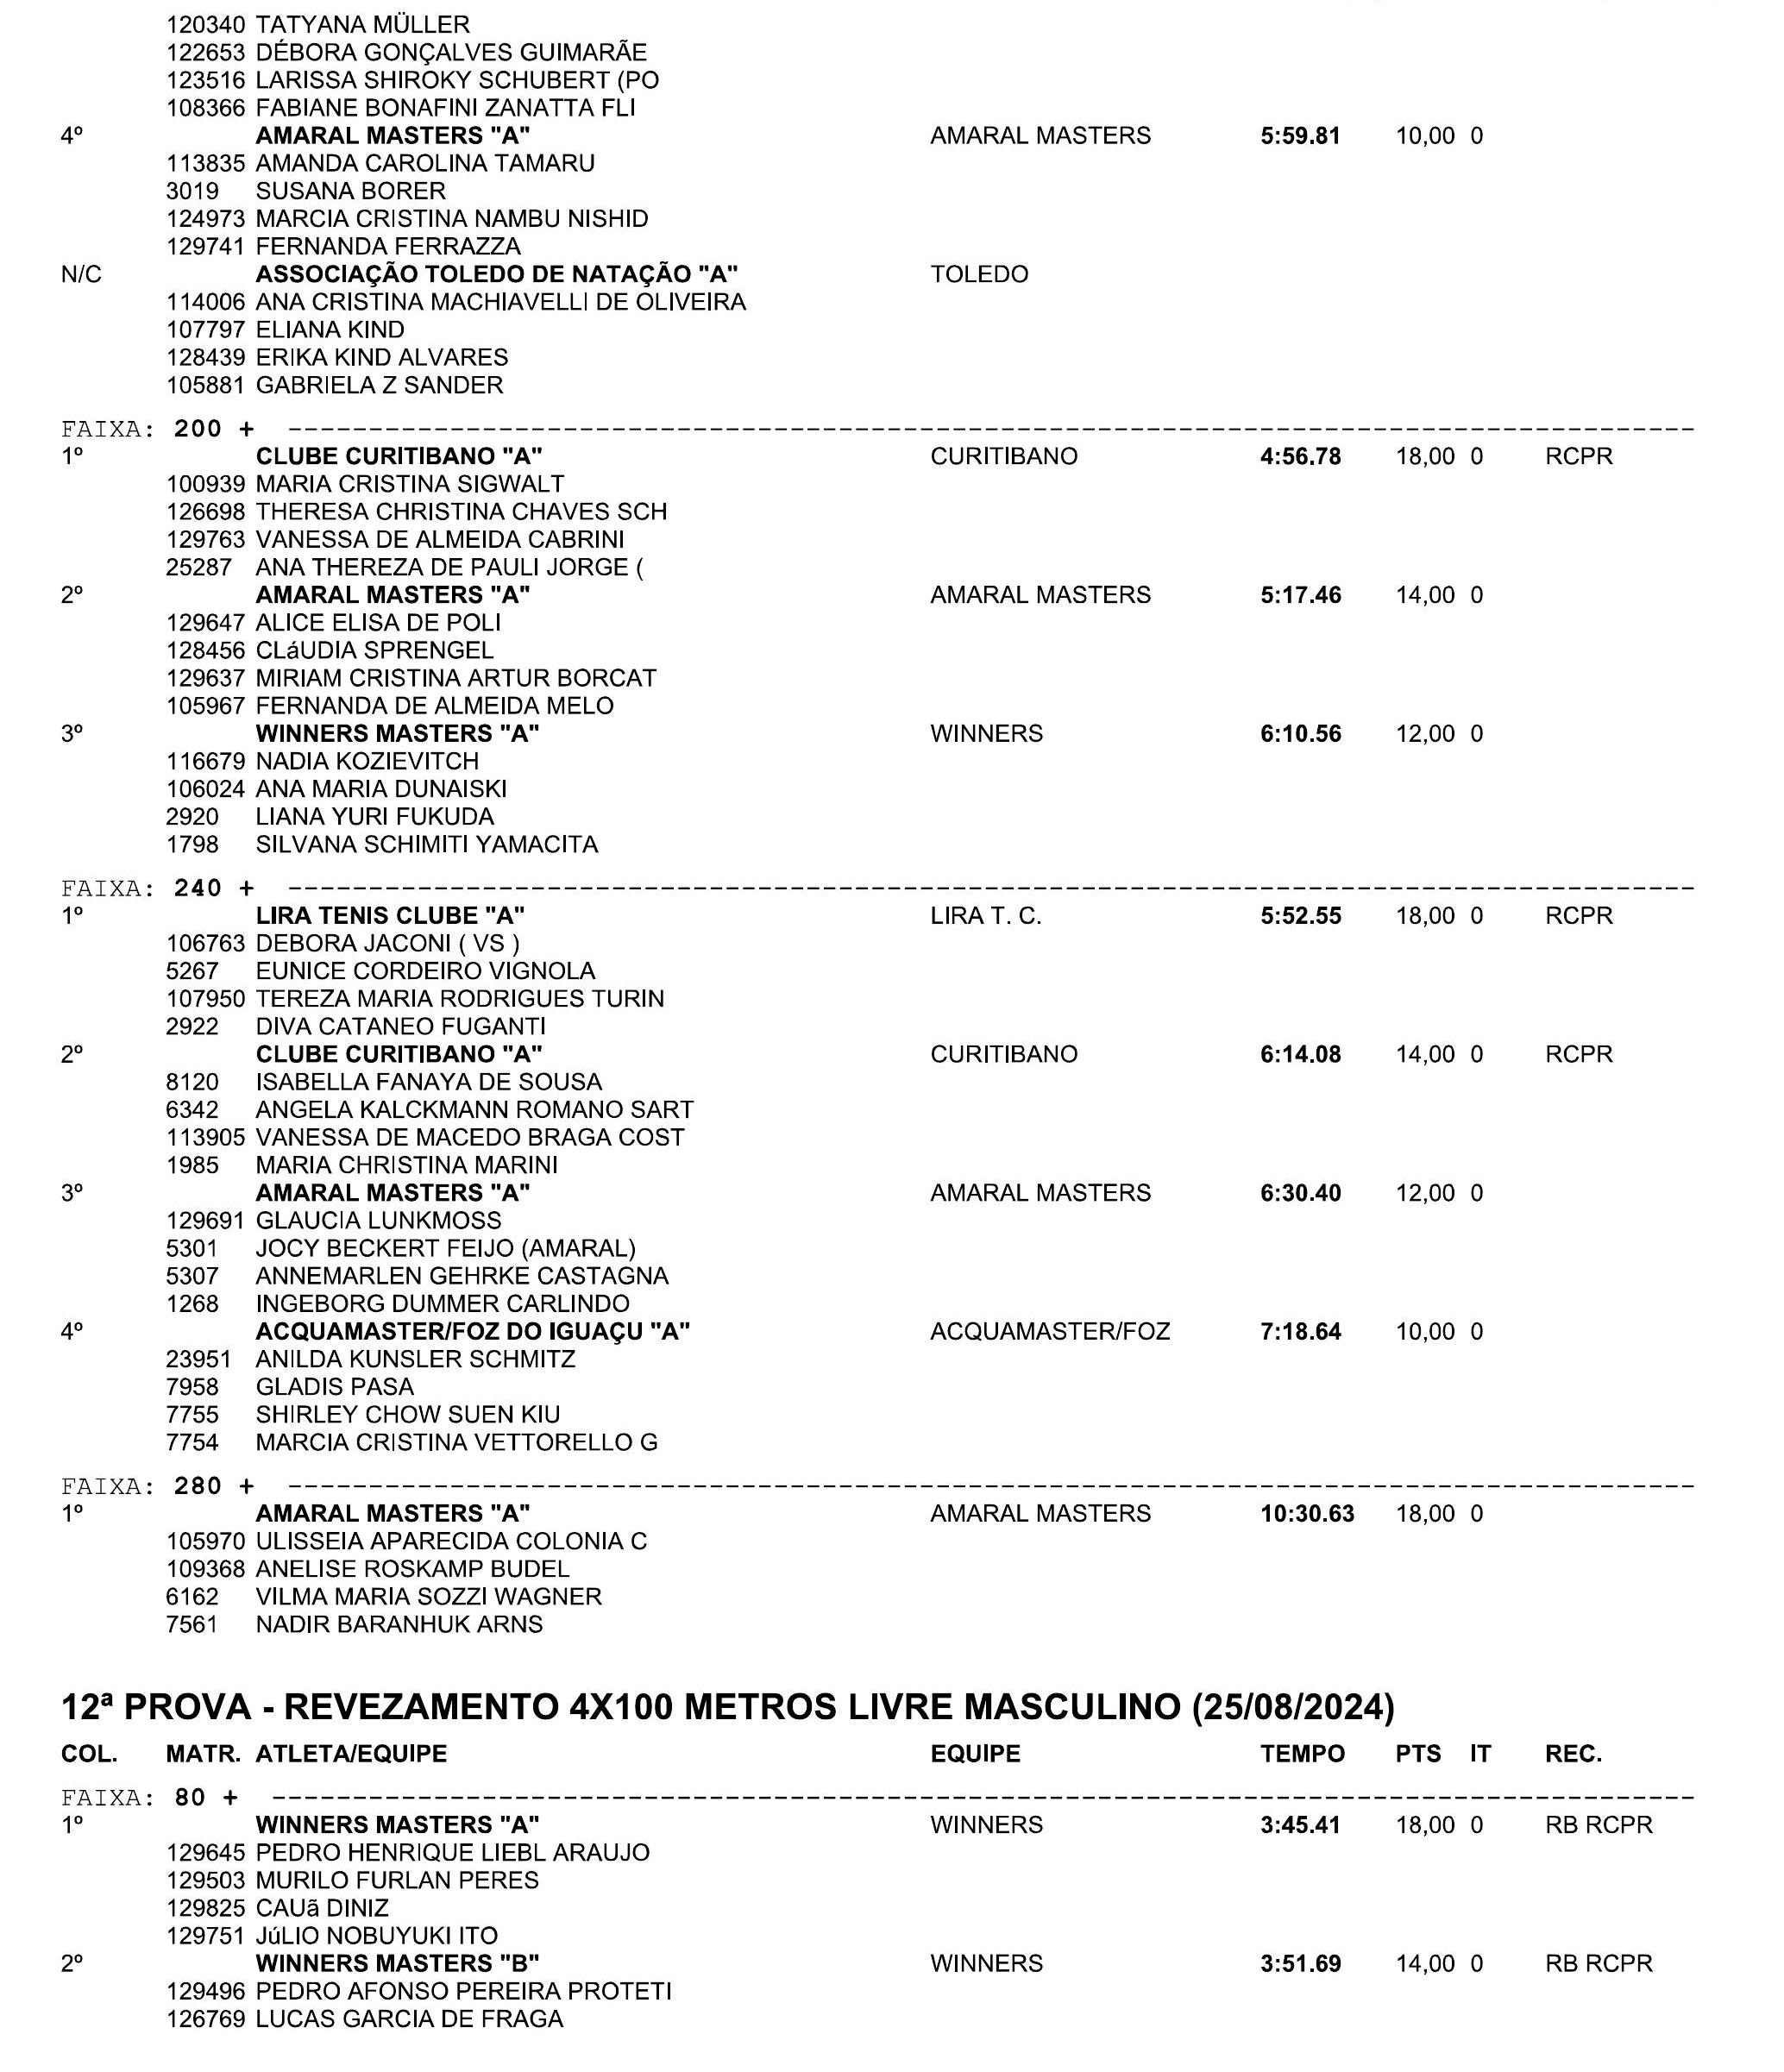 120340 TATYANA MÜLLER
122653 DÉBORA GONÇALVES GUIMARÃE
123516 LARISSA SHIROKY SCHUBERT (PO
108366 FABIANE BONAFINI ZANATTA FLI
4º AMARAL MASTERS "A" AMARAL MASTERS 5:59.81 10,00 0
113835 AMANDA CAROLINA TAMARU
3019 SUSANA BORER
124973 MARCIA CRISTINA NAMBU NISHID
129741 FERNANDA FERRAZZA
N/C ASSOCIAÇÃO TOLEDO DE NATAÇÃO "A" TOLEDO
114006 ANA CRISTINA MACHIAVELLI DE OLIVEIRA
107797 ELIANA KIND
128439 ERIKA KIND ALVARES
105881 GABRIELA Z SANDER
FAIXA: 200 + ----------------------------------------------------------------------------------------
1º CLUBE CURITIBANO "A" CURITIBANO 4:56.78 18,00 0 RCPR
100939 MARIA CRISTINA SIGWALT
126698 THERESA CHRISTINA CHAVES SCH
129763 VANESSA DE ALMEIDA CABRINI
25287 ANA THEREZA DE PAULI JORGE (
2º AMARAL MASTERS "A" AMARAL MASTERS 5:17.46 14,00 0
129647 ALICE ELISA DE POLI
128456 CLáUDIA SPRENGEL
129637 MIRIAM CRISTINA ARTUR BORCAT
105967 FERNANDA DE ALMEIDA MELO
3º WINNERS MASTERS "A" WINNERS 6:10.56 12,00 0
116679 NADIA KOZIEVITCH
106024 ANA MARIA DUNAISKI
2920 LIANA YURI FUKUDA
1798 SILVANA SCHIMITI YAMACITA
FAIXA: 240 + ----------------------------------------------------------------------------------------
1º LIRA TENIS CLUBE "A" LIRA T. C. 5:52.55 18,00 0 RCPR
106763 DEBORA JACONI ( VS )
5267 EUNICE CORDEIRO VIGNOLA
107950 TEREZA MARIA RODRIGUES TURIN
2922 DIVA CATANEO FUGANTI
2º CLUBE CURITIBANO "A" CURITIBANO 6:14.08 14,00 0 RCPR
8120 ISABELLA FANAYA DE SOUSA
6342 ANGELA KALCKMANN ROMANO SART
113905 VANESSA DE MACEDO BRAGA COST
1985 MARIA CHRISTINA MARINI
3º AMARAL MASTERS "A" AMARAL MASTERS 6:30.40 12,00 0
129691 GLAUCIA LUNKMOSS
5301 JOCY BECKERT FEIJO (AMARAL)
5307 ANNEMARLEN GEHRKE CASTAGNA
1268 INGEBORG DUMMER CARLINDO
4º ACQUAMASTER/FOZ DO IGUAÇU "A" ACQUAMASTER/FOZ 7:18.64 10,00 0
23951 ANILDA KUNSLER SCHMITZ
7958 GLADIS PASA
7755 SHIRLEY CHOW SUEN KIU
7754 MARCIA CRISTINA VETTORELLO G
FAIXA: 280 + ----------------------------------------------------------------------------------------
1º AMARAL MASTERS "A" AMARAL MASTERS 10:30.63 18,00 0
105970 ULISSEIA APARECIDA COLONIA C
109368 ANELISE ROSKAMP BUDEL
6162 VILMA MARIA SOZZI WAGNER
7561 NADIR BARANHUK ARNS
12ª PROVA - REVEZAMENTO 4X100 METROS LIVRE MASCULINO (25/08/2024)
COL. MATR. ATLETA/EQUIPE EQUIPE TEMPO PTS IT REC.
FAIXA: 80 + -----------------------------------------------------------------------------------------
1º WINNERS MASTERS "A" WINNERS 3:45.41 18,00 0 RB RCPR
129645 PEDRO HENRIQUE LIEBL ARAUJO
129503 MURILO FURLAN PERES
129825 CAUã DINIZ
129751 JúLIO NOBUYUKI ITO
2º WINNERS MASTERS "B" WINNERS 3:51.69 14,00 0 RB RCPR
129496 PEDRO AFONSO PEREIRA PROTETI
126769 LUCAS GARCIA DE FRAGA